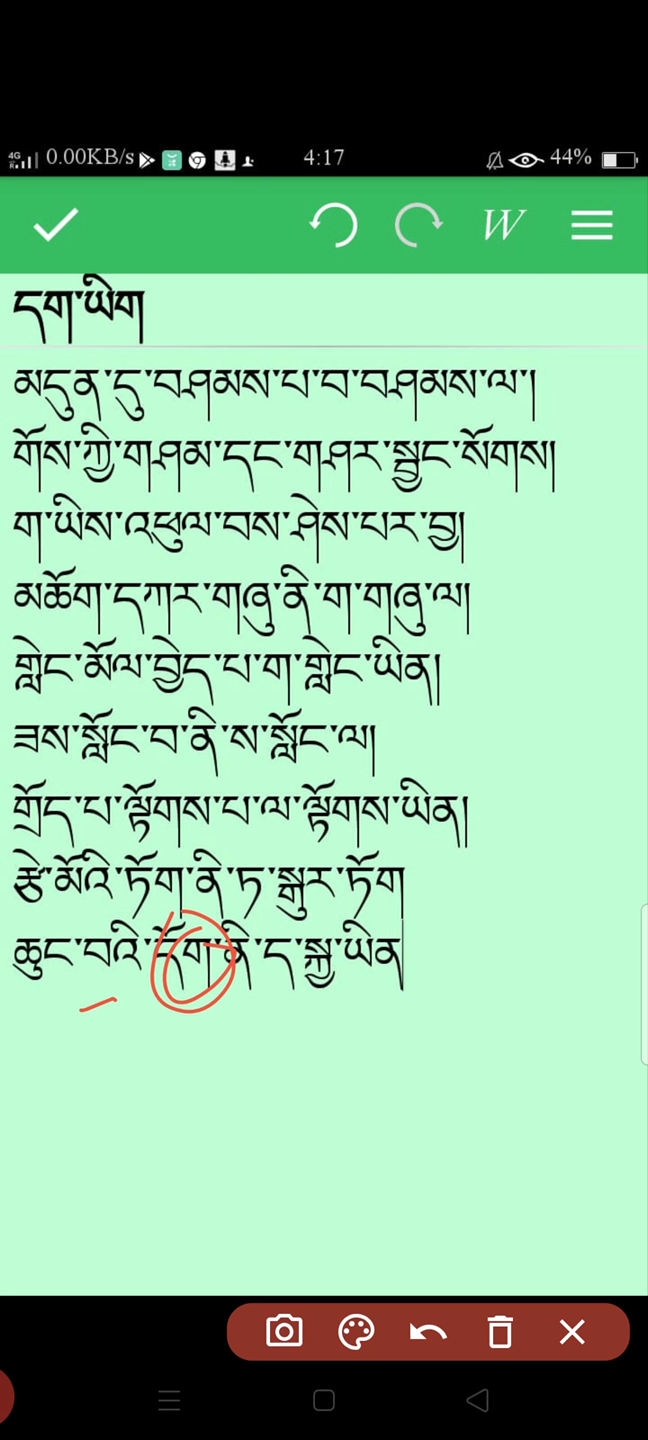 4G R 0.00KB/s 4:17 44%
W
དག་ཡིག
མདུན་དུ་བཤམས་པ་བ་བཤམས་ལ་།
གོས་ཀྱི་གཤམ་དང་གཤར་སྦྱང་སོགས།
ག་ཡིས་འཕུལ་བས་ཤེས་པར་བྱ།
མཆོག་དཀར་གཞུ་ནི་ག་གཞུ་ལ།
གླེང་མོལ་བྱེད་པ་ག་གླེང་ཡིན།
ཟས་སློང་བ་ནི་ས་སློང་ལ།
གྲོད་པ་ལྟོགས་པ་ལ་ལྟོགས་ཡིན།
རྩེ་མོའི་ཏོག་ནི་ཏ་སྒུར་ཏོག
ཆུང་བའི་དོག་ནི་ད་སྐྱ་ཡིན